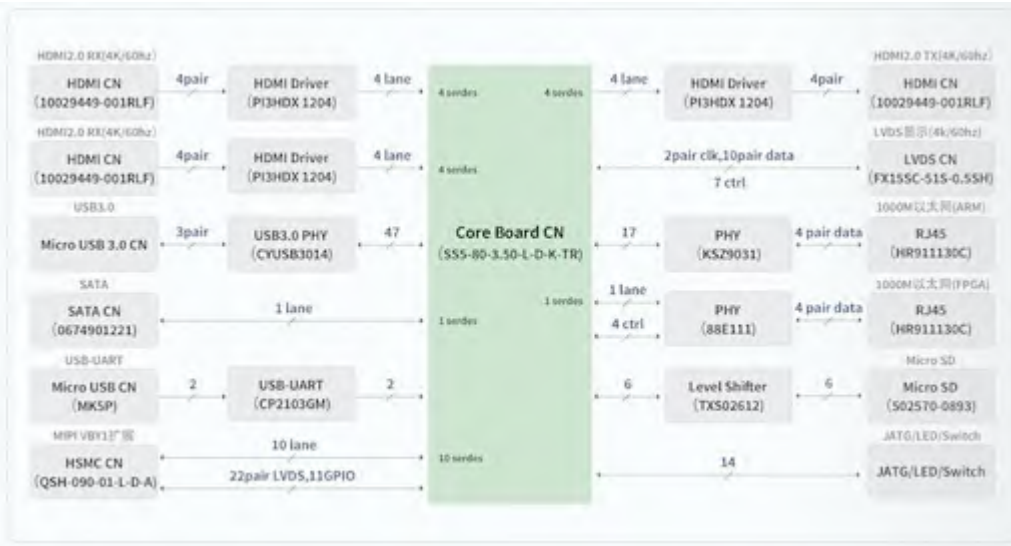 HDMI2.0 RX(4K/60hz)
HDMI CN
(10029449-001RLF)
4pair
HDMI Driver
(PI3HDX 1204)
4 lane
4 serdes
HDMI2.0 RX(4K/60hz)
HDMI CN
(10029449-001RLF)
4pair
HDMI Driver
(PI3HDX 1204)
4 lane
4 serdes
USB3.0
Micro USB 3.0 CN
3pair
USB3.0 PHY
(CYUSB3014)
47
SATA
SATA CN
(0674901221)
1 lane
1 serdes
USB-UART
Micro USB CN
(MK5P)
2
USB-UART
(CP2103GM)
2
MIPI VBY1扩展
HSMC CN
(QSH-090-01-L-D-A)
10 lane
22pair LVDS,11GPIO
10 serdes
Core Board CN
(SS5-80-3.50-L-D-K-TR)
HDMI2.0 TX(4K/60hz)
4 serdes
4 lane
HDMI Driver
(PI3HDX 1204)
4pair
HDMI CN
(10029449-001RLF)
LVDS显示(4k/60hz)
2pair clk,10pair data
7 ctrl
LVDS CN
(FX15SC-51S-0.5SH)
1000M以太网(ARM)
17
PHY
(KSZ9031)
4 pair data
RJ45
(HR911130C)
1000M以太网(FPGA)
1 serdes
1 lane
4 ctrl
PHY
(88E111)
4 pair data
RJ45
(HR911130C)
Micro SD
6
Level Shifter
(TXS02612)
6
Micro SD
(502570-0893)
JATG/LED/Switch
14
JATG/LED/Switch